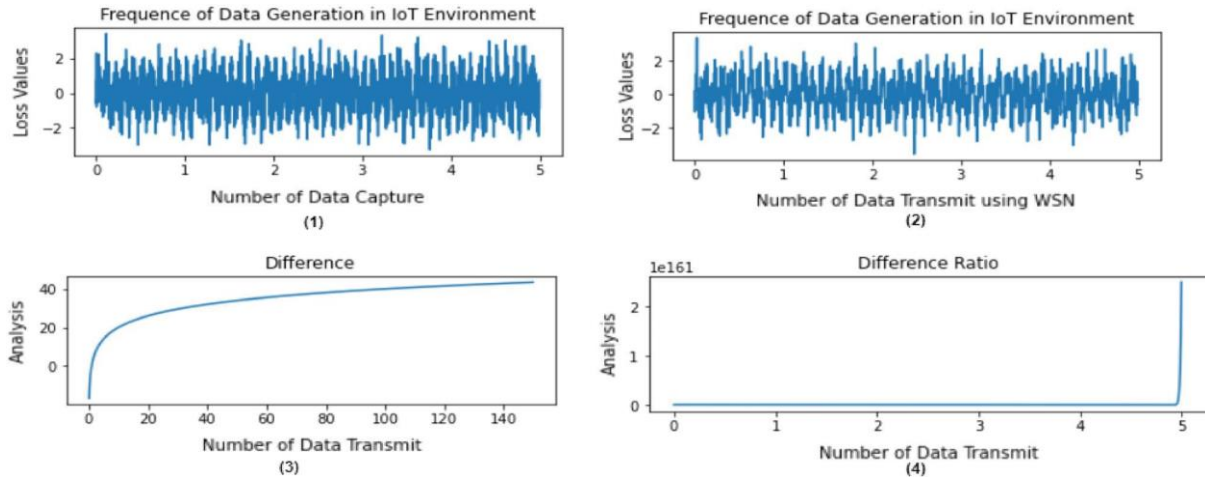 Frequence of Data Generation in IoT Environment
Loss Values
2
0
−2
0 1 2 3 4 5
Number of Data Capture
(1)
Frequence of Data Generation in IoT Environment
Loss Values
2
0
−2
0 1 2 3 4 5
Number of Data Transmit using WSN
(2)
Difference
Analysis
40
20
0
0 20 40 60 80 100 120 140
Number of Data Transmit
(3)
1e161
Difference Ratio
Analysis
2
1
0
0 1 2 3 4 5
Number of Data Transmit
(4)